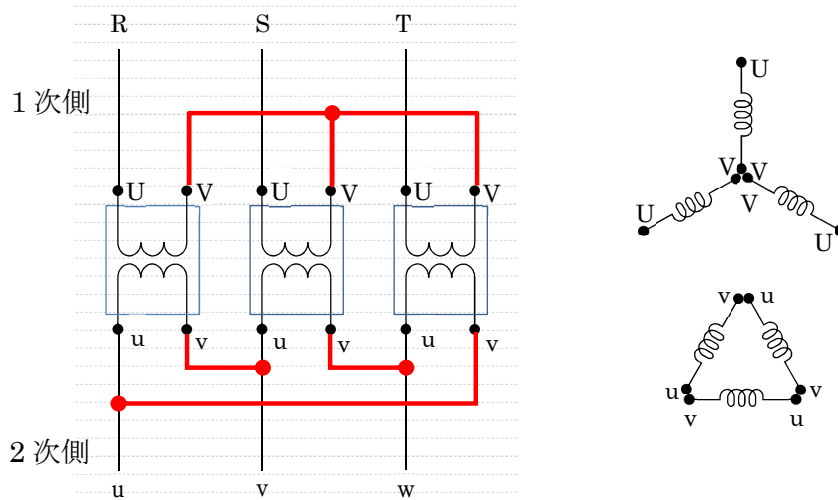 R S T
1次側
U V U V U V
u v u v u v
2次側
u v w
U
V V
V
U U
v u
u v
v u